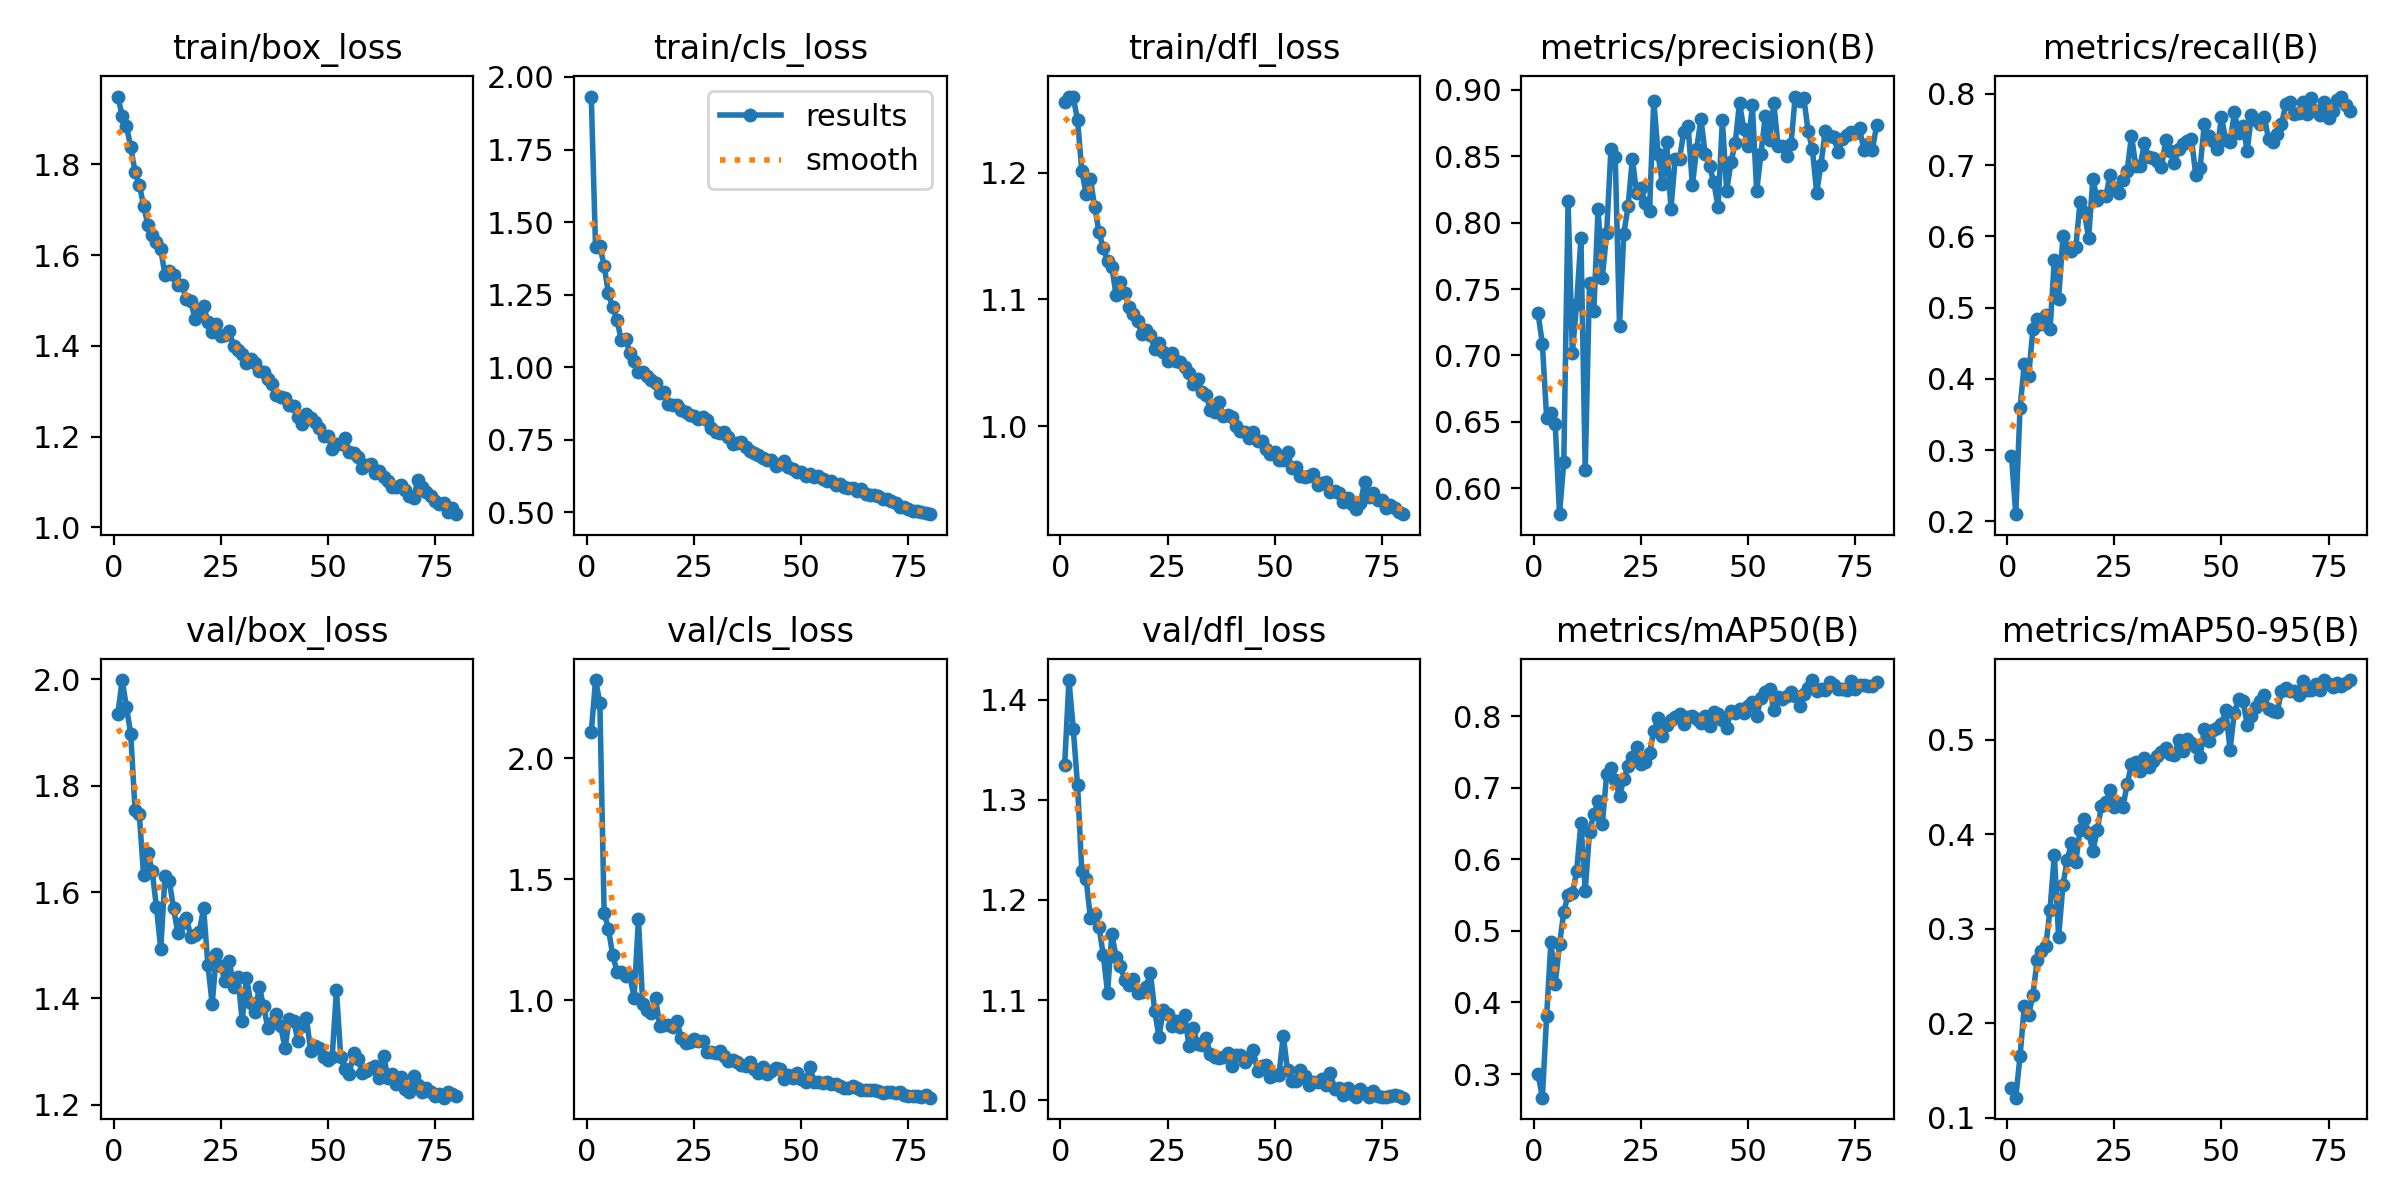 train/box_loss
1.8
1.6
1.4
1.2
1.0
0 25 50 75
train/cls_loss
2.00
1.75
1.50
1.25
1.00
0.75
0.50
0 25 50 75
results
smooth
train/dfl_loss
1.2
1.1
1.0
0 25 50 75
metrics/precision(B)
0.90
0.85
0.80
0.75
0.70
0.65
0.60
0 25 50 75
metrics/recall(B)
0.8
0.7
0.6
0.5
0.4
0.3
0.2
0 25 50 75
val/box_loss
2.0
1.8
1.6
1.4
1.2
0 25 50 75
val/cls_loss
2.0
1.5
1.0
0 25 50 75
val/dfl_loss
1.4
1.3
1.2
1.1
1.0
0 25 50 75
metrics/mAP50(B)
0.8
0.7
0.6
0.5
0.4
0.3
0 25 50 75
metrics/mAP50-95(B)
0.5
0.4
0.3
0.2
0.1
0 25 50 75